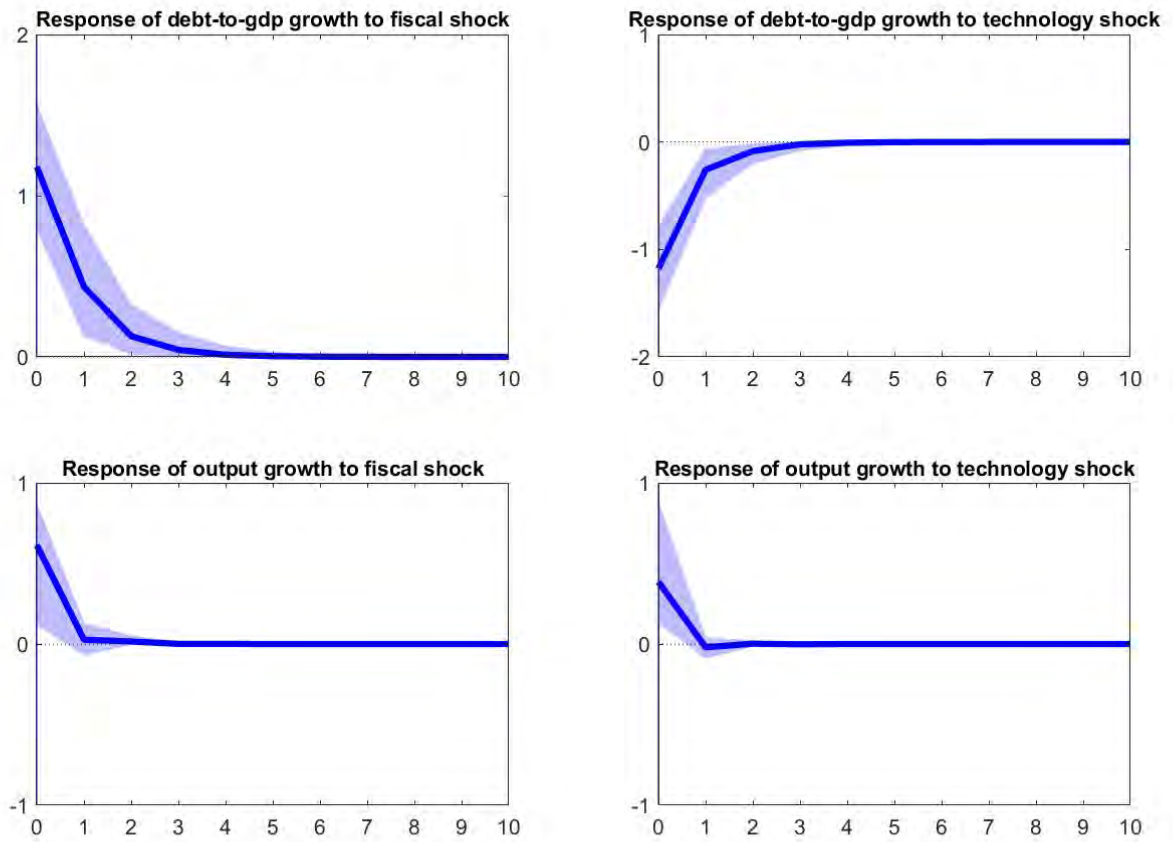 Response of debt-to-gdp growth to fiscal shock
2
1
0
0 1 2 3 4 5 6 7 8 9 10
Response of debt-to-gdp growth to technology shock
1
0
-1
-2
0 1 2 3 4 5 6 7 8 9 10
Response of output growth to fiscal shock
1
0
-1
0 1 2 3 4 5 6 7 8 9 10
Response of output growth to technology shock
1
0
-1
0 1 2 3 4 5 6 7 8 9 10